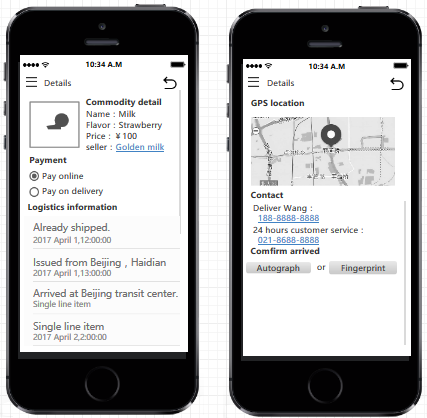 10:34 A.M
Details
Commodity detail
Name : Milk
Flavor : Strawberry
Price : ¥ 100
seller : Golden milk
Payment
Pay online
Pay on delivery
Logistics information
Already shipped.
2017 April 1,12:00:00
Issued from Beijing , Haidian
2017 April 1,13:00:00
Arrived at Beijing transit center.
Single line item
Single line item
2017 April 2,2:00:00
10:34 A.M
Details
GPS location
Contact
Deliver Wang :
188-8888-8888
24 hours customer service :
021-8688-8888
Comfirm arrived
Autograph or Fingerprint